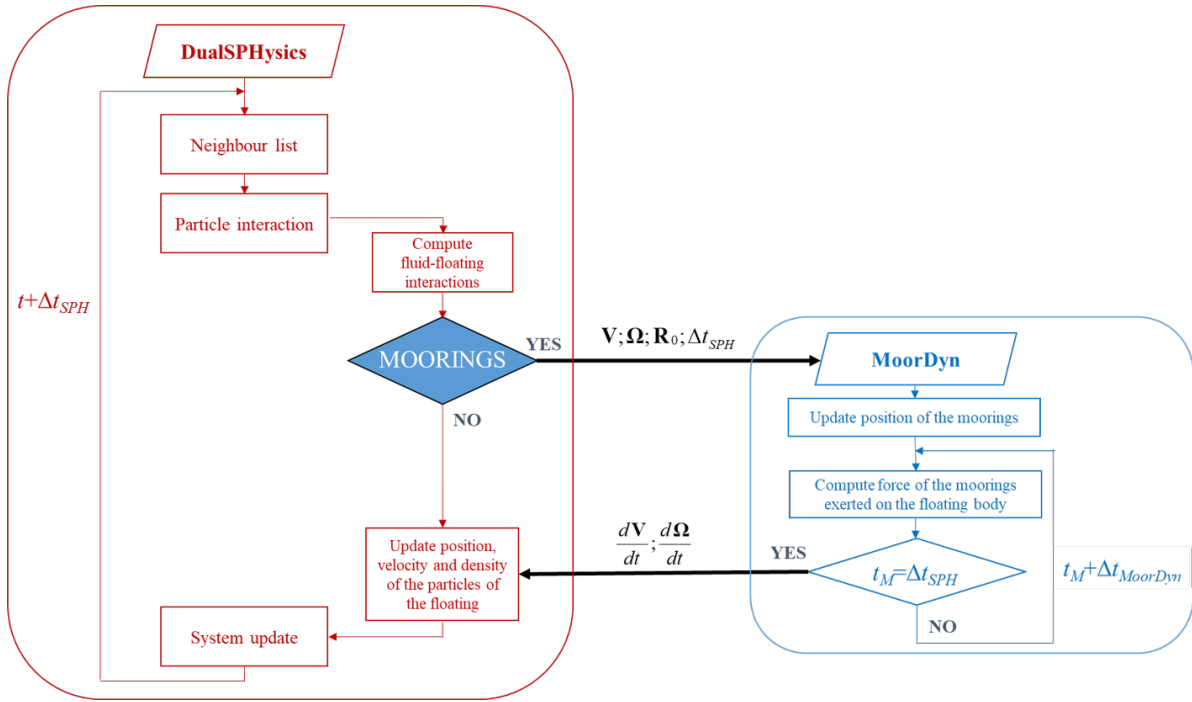 DualSPHysics
Neighbour list
Particle interaction
Compute
fluid-floating
interactions
t+Δt_SPH
MOORINGS
YES
NO
V;Ω;R₀;Δt_SPH
MoorDyn
Update position of the moorings
Compute force of the moorings
exerted on the floating body
t_M=Δt_SPH
YES
NO
t_M+Δt_MoorDyn
dV/dt;dΩ/dt
Update position,
velocity and density
of the particles of
the floating
System update